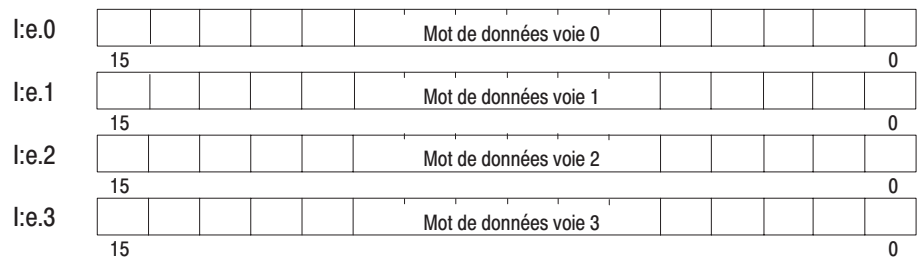 I:e.0 Mot de données voie 0
15 0
I:e.1 Mot de données voie 1
15 0
I:e.2 Mot de données voie 2
15 0
I:e.3 Mot de données voie 3
15 0